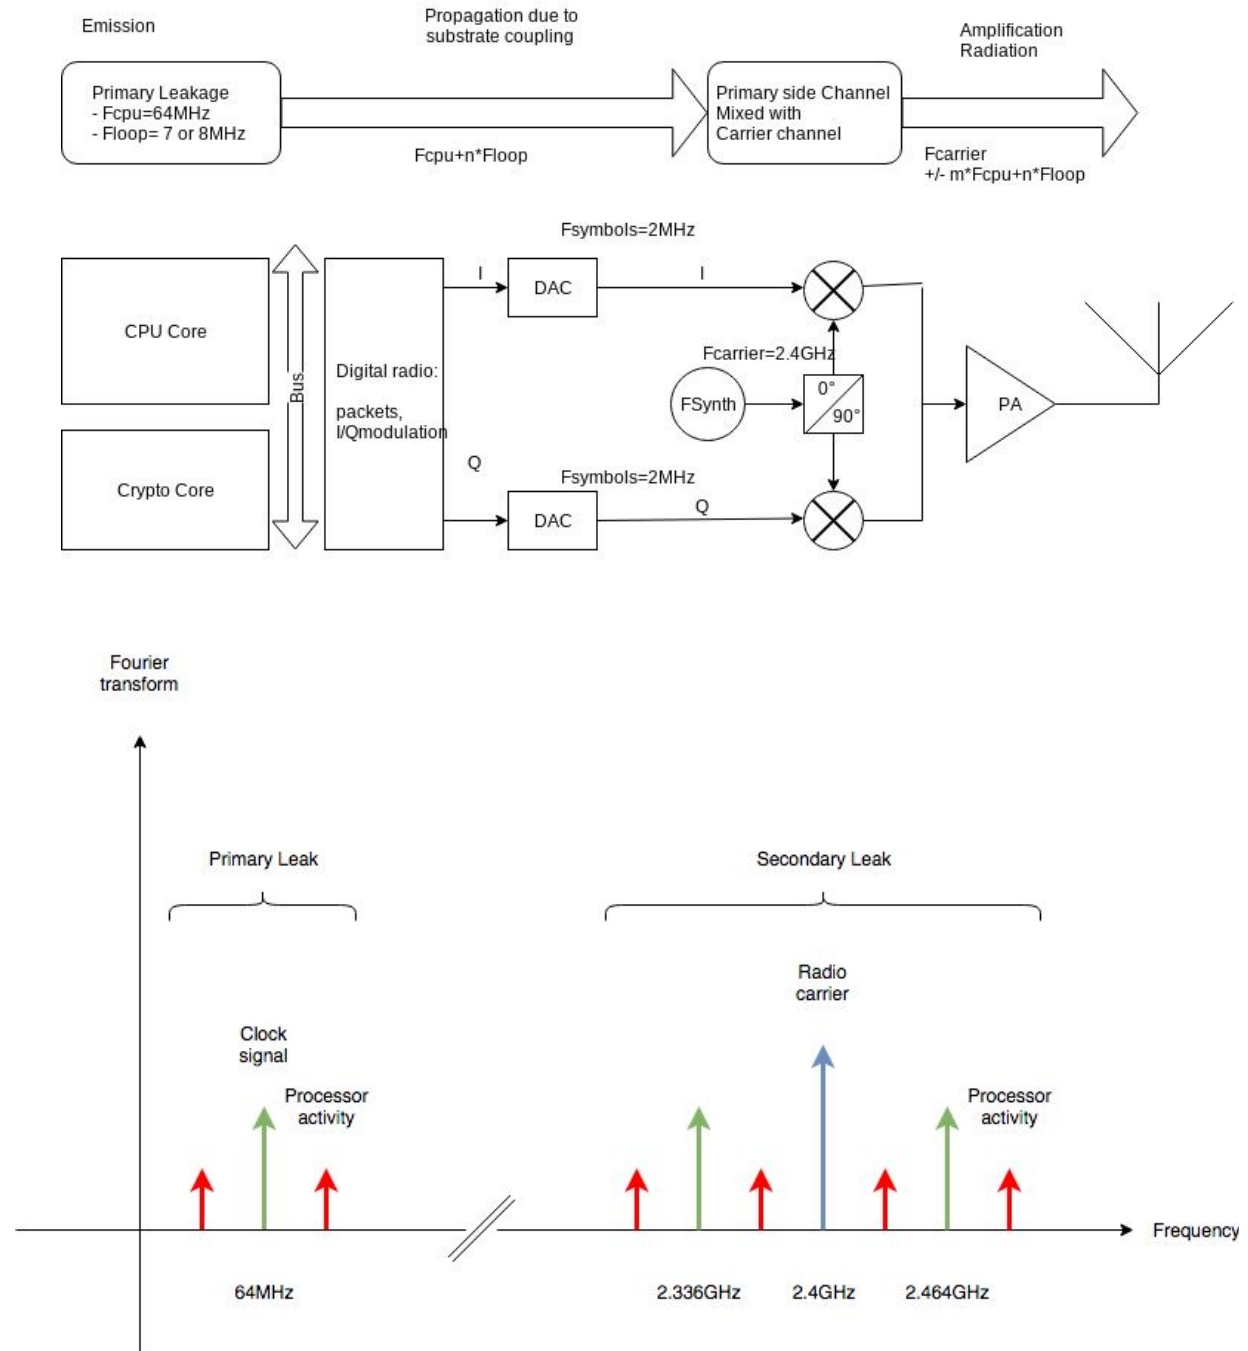 Emission
Propagation due to
substrate coupling
Amplification
Radiation
Primary Leakage
- Fcpu=64MHz
- Floop= 7 or 8MHz
Fcpu+n*Floop
Primary side Channel
Mixed with
Carrier channel
Fcarrier
+/- m*Fcpu+n*Floop
Fsymbols=2MHz
CPU Core
Bus
Crypto Core
Digital radio:
packets,
I/Qmodulation
I
DAC
I
Fcarrier=2.4GHz
FSynth
0°
90°
PA
Q
Fsymbols=2MHz
DAC
Q
Fourier
transform
Primary Leak
Secondary Leak
Radio
carrier
Clock
signal
Processor
activity
Processor
activity
Frequency
64MHz
2.336GHz
2.4GHz
2.464GHz